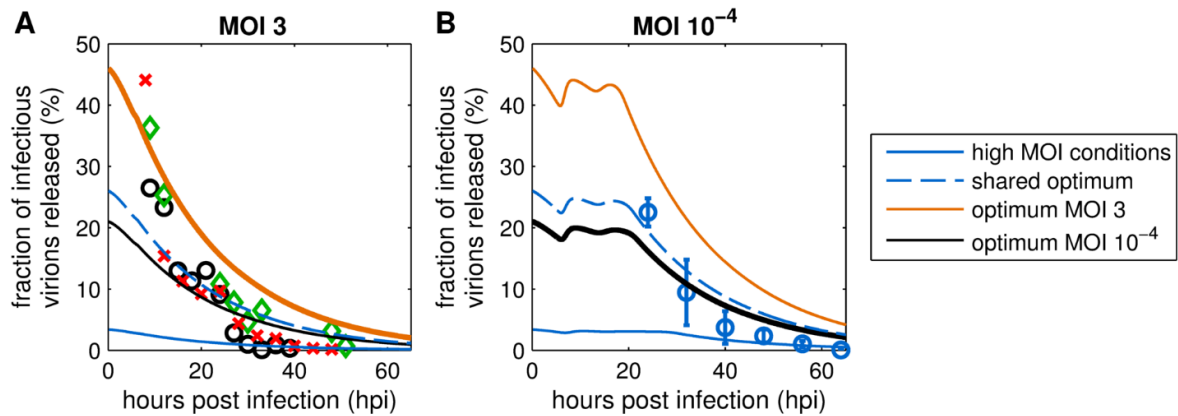 A
MOI 3
fraction of infectious
virions released (%)
50
40
30
20
10
0
0
20
40
60
hours post infection (hpi)
B
MOI 10⁻⁴
fraction of infectious
virions released (%)
50
40
30
20
10
0
0
20
40
60
hours post infection (hpi)
high MOI conditions
shared optimum
optimum MOI 3
optimum MOI 10⁻⁴